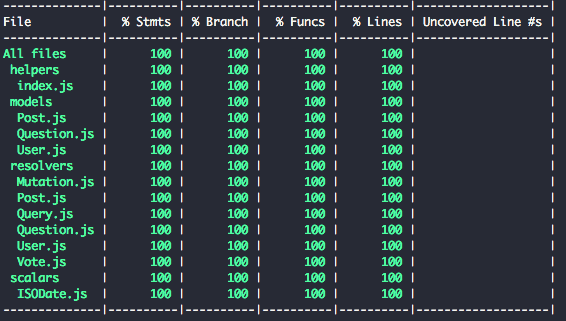 ---------------|----------|----------|----------|----------|-------------------|
File | % Stmts | % Branch | % Funcs | % Lines | Uncovered Line #s |
---------------|----------|----------|----------|----------|-------------------|
All files | 100 | 100 | 100 | 100 | |
helpers | 100 | 100 | 100 | 100 | |
index.js | 100 | 100 | 100 | 100 | |
models | 100 | 100 | 100 | 100 | |
Post.js | 100 | 100 | 100 | 100 | |
Question.js | 100 | 100 | 100 | 100 | |
User.js | 100 | 100 | 100 | 100 | |
resolvers | 100 | 100 | 100 | 100 | |
Mutation.js | 100 | 100 | 100 | 100 | |
Post.js | 100 | 100 | 100 | 100 | |
Query.js | 100 | 100 | 100 | 100 | |
Question.js | 100 | 100 | 100 | 100 | |
User.js | 100 | 100 | 100 | 100 | |
Vote.js | 100 | 100 | 100 | 100 | |
scalars | 100 | 100 | 100 | 100 | |
ISODate.js | 100 | 100 | 100 | 100 | |
---------------|----------|----------|----------|----------|-------------------|